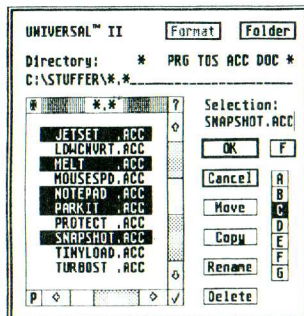 UNIVERSAL™ II
Format
Folder
Directory: * PRG TOS ACC DOC *
C:\STUFFER\*.*
*.*
?
JETSET .ACC
LDWCNVRT.ACC
MELT .ACC
MOUSESPD.ACC
NOTEPAD .ACC
PARKIT .ACC
PROTECT .ACC
SNAPSHOT.ACC
TINYLOAD.ACC
TURBOST .ACC
P
Selection:
SNAPSHOT.ACC
OK
F
Cancel
Move
Copy
Rename
Delete
A
B
C
D
E
F
G